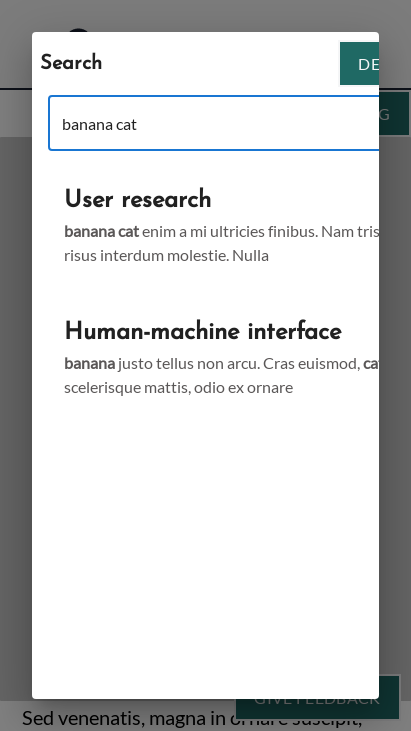 Search
DE
G
banana cat
User research
banana cat enim a mi ultricies finibus. Nam tris
risus interdum molestie. Nulla
Human-machine interface
banana justo tellus non arcu. Cras euismod, ca
scelerisque mattis, odio ex ornare
GIVE FEEDBACK
Sed venenatis, magna in ornare suscipit,